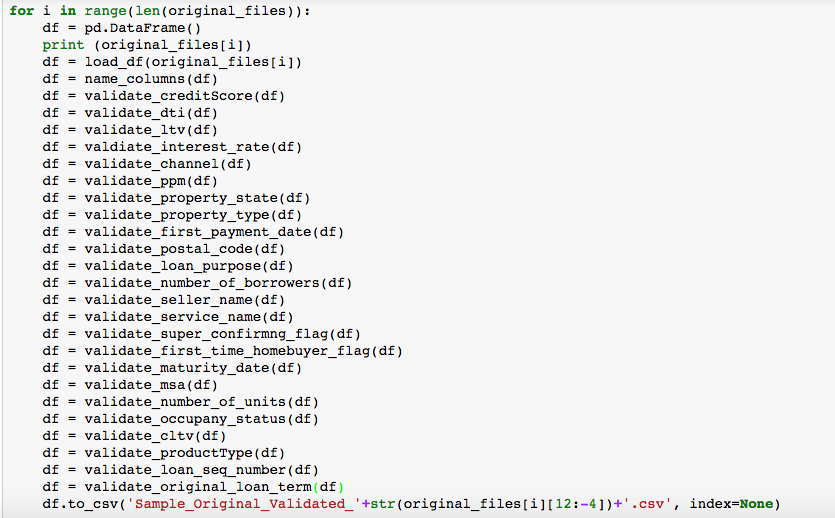 for i in range(len(original_files)):
    df = pd.DataFrame()
    print (original_files[i])
    df = load_df(original_files[i])
    df = name_columns(df)
    df = validate_creditScore(df)
    df = validate_dti(df)
    df = validate_ltv(df)
    df = valdiate_interest_rate(df)
    df = validate_channel(df)
    df = validate_ppm(df)
    df = validate_property_state(df)
    df = validate_property_type(df)
    df = validate_first_payment_date(df)
    df = validate_postal_code(df)
    df = validate_loan_purpose(df)
    df = validate_number_of_borrowers(df)
    df = validate_seller_name(df)
    df = validate_service_name(df)
    df = validate_super_confirmng_flag(df)
    df = validate_first_time_homebuyer_flag(df)
    df = validate_maturity_date(df)
    df = validate_msa(df)
    df = validate_number_of_units(df)
    df = validate_occupany_status(df)
    df = validate_cltv(df)
    df = validate_productType(df)
    df = validate_loan_seq_number(df)
    df = validate_original_loan_term(df)
    df.to_csv('Sample_Original_Validated_'+str(original_files[i][12:-4])+'.csv', index=None)